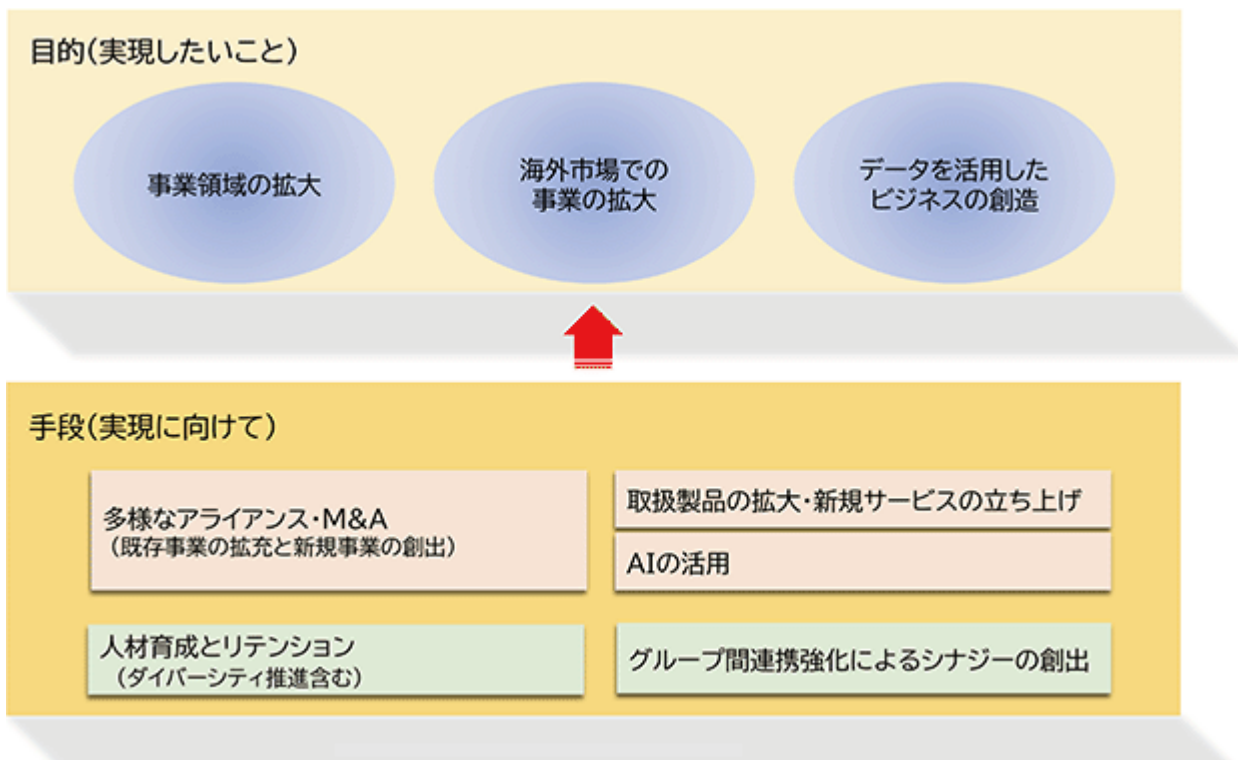 目的(実現したいこと)
事業領域の拡大
海外市場での
事業の拡大
データを活用した
ビジネスの創造
手段(実現に向けて)
多様なアライアンス・M&A
(既存事業の拡充と新規事業の創出)
取扱製品の拡大・新規サービスの立ち上げ
AIの活用
人材育成とリテンション
(ダイバーシティ推進含む)
グループ間連携強化によるシナジーの創出